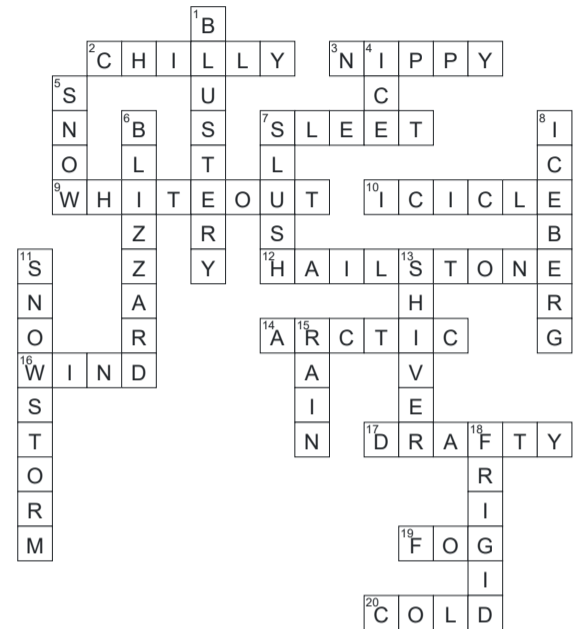 1 B
2 C H I L L Y 3 N 4 I P P Y
5 S U C
N 6 B S 7 S L E E T 8 I
O L T L C
9 W H I T E O U T 10 I C I C L E
Z R S B
11 S Z Y 12 H A I L 13 S T O N E
N A H R
O R 14 A 15 R C T I C G
16 W I N D A V
S I E
T N 17 D R A 18 F T Y
O R
R I
M 19 F O G
I
20 C O L D